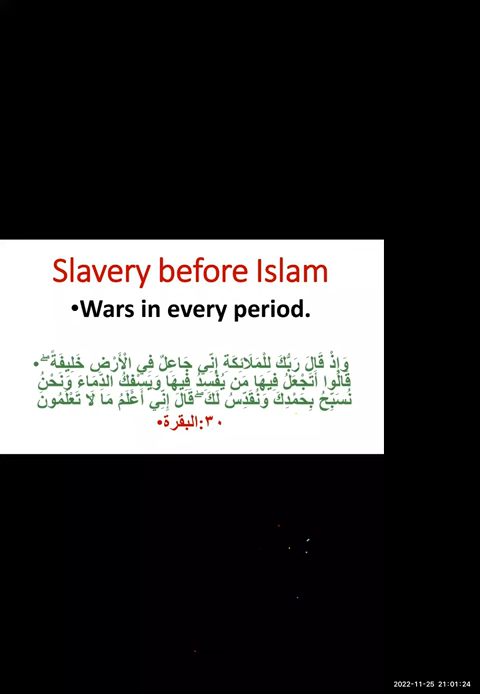 Slavery before Islam
•Wars in every period.
•وَإِذْ قَالَ رَبُّكَ لِلْمَلَائِكَةِ إِنِّي جَاعِلٌ فِي الْأَرْضِ خَلِيفَةً ۖ
قَالُوا أَتَجْعَلُ فِيهَا مَن يُفْسِدُ فِيهَا وَيَسْفِكُ الدِّمَاءَ وَنَحْنُ
نُسَبِّحُ بِحَمْدِكَ وَنُقَدِّسُ لَكَ ۖ قَالَ إِنِّي أَعْلَمُ مَا لَا تَعْلَمُونَ
•البقرة:٣٠
2022-11-25 21:01:24